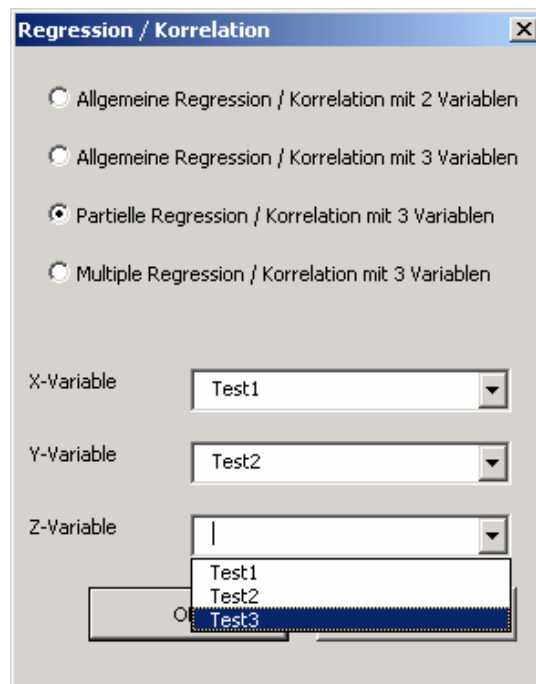 Regression / Korrelation
Allgemeine Regression / Korrelation mit 2 Variablen
Allgemeine Regression / Korrelation mit 3 Variablen
Partielle Regression / Korrelation mit 3 Variablen
Multiple Regression / Korrelation mit 3 Variablen
X-Variable Test1
Y-Variable Test2
Z-Variable
Test1
Test2
Test3